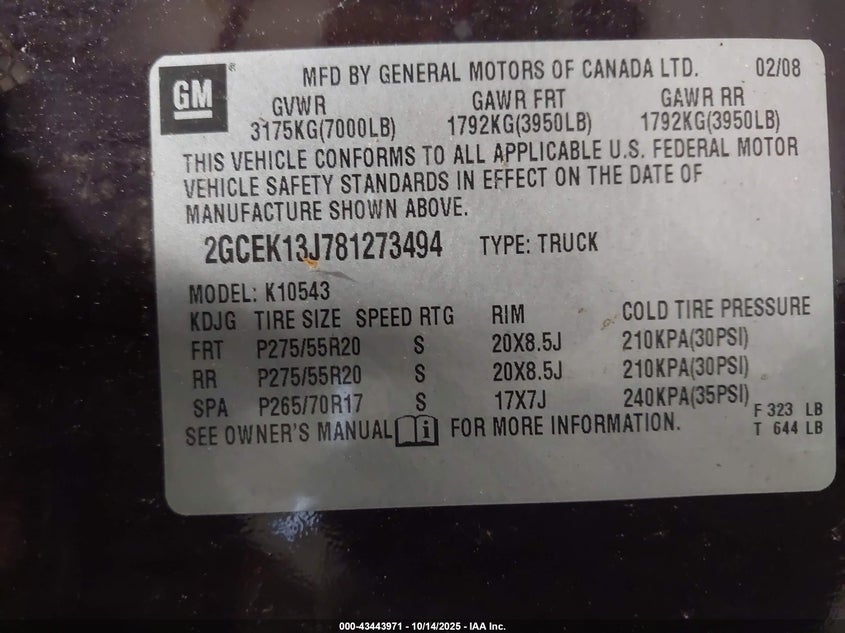 GM
MFD BY GENERAL MOTORS OF CANADA LTD. 02/08
GVWR GAWR FRT GAWR RR
3175KG(7000LB) 1792KG(3950LB) 1792KG(3950LB)
THIS VEHICLE CONFORMS TO ALL APPLICABLE U.S. FEDERAL MOTOR
VEHICLE SAFETY STANDARDS IN EFFECT ON THE DATE OF
MANUFACTURE SHOWN ABOVE.
2GCEK13J781273494 TYPE: TRUCK
MODEL: K10543
KDJG TIRE SIZE SPEED RTG RIM COLD TIRE PRESSURE
FRT P275/55R20 S 20X8.5J 210KPA(30PSI)
RR P275/55R20 S 20X8.5J 210KPA(30PSI)
SPA P265/70R17 S 17X7J 240KPA(35PSI)
F 323 LB
T 644 LB
SEE OWNER'S MANUAL FOR MORE INFORMATION.
000-43443971 - 10/14/2025 - IAA Inc.